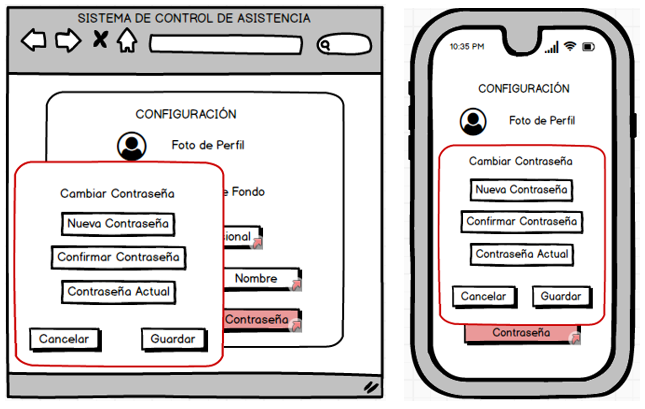 SISTEMA DE CONTROL DE ASISTENCIA
CONFIGURACIÓN
Foto de Perfil
de Fondo
sional
Nombre
Contraseña
Cambiar Contraseña
Nueva Contraseña
Confirmar Contraseña
Contraseña Actual
Cancelar Guardar
10:35 PM
CONFIGURACIÓN
Foto de Perfil
Cambiar Contraseña
Nueva Contraseña
Confirmar Contraseña
Contraseña Actual
Cancelar Guardar
Contraseña